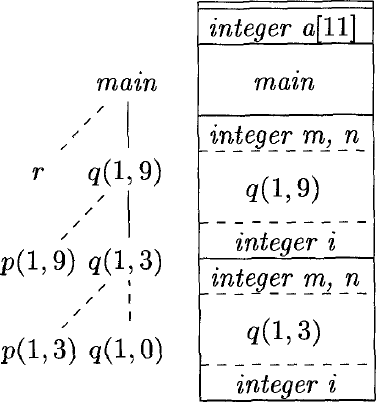 main
r q(1, 9)
p(1, 9) q(1, 3)
p(1, 3) q(1, 0)
integer a[11]
main
integer m, n
q(1, 9)
integer i
integer m, n
q(1, 3)
integer i